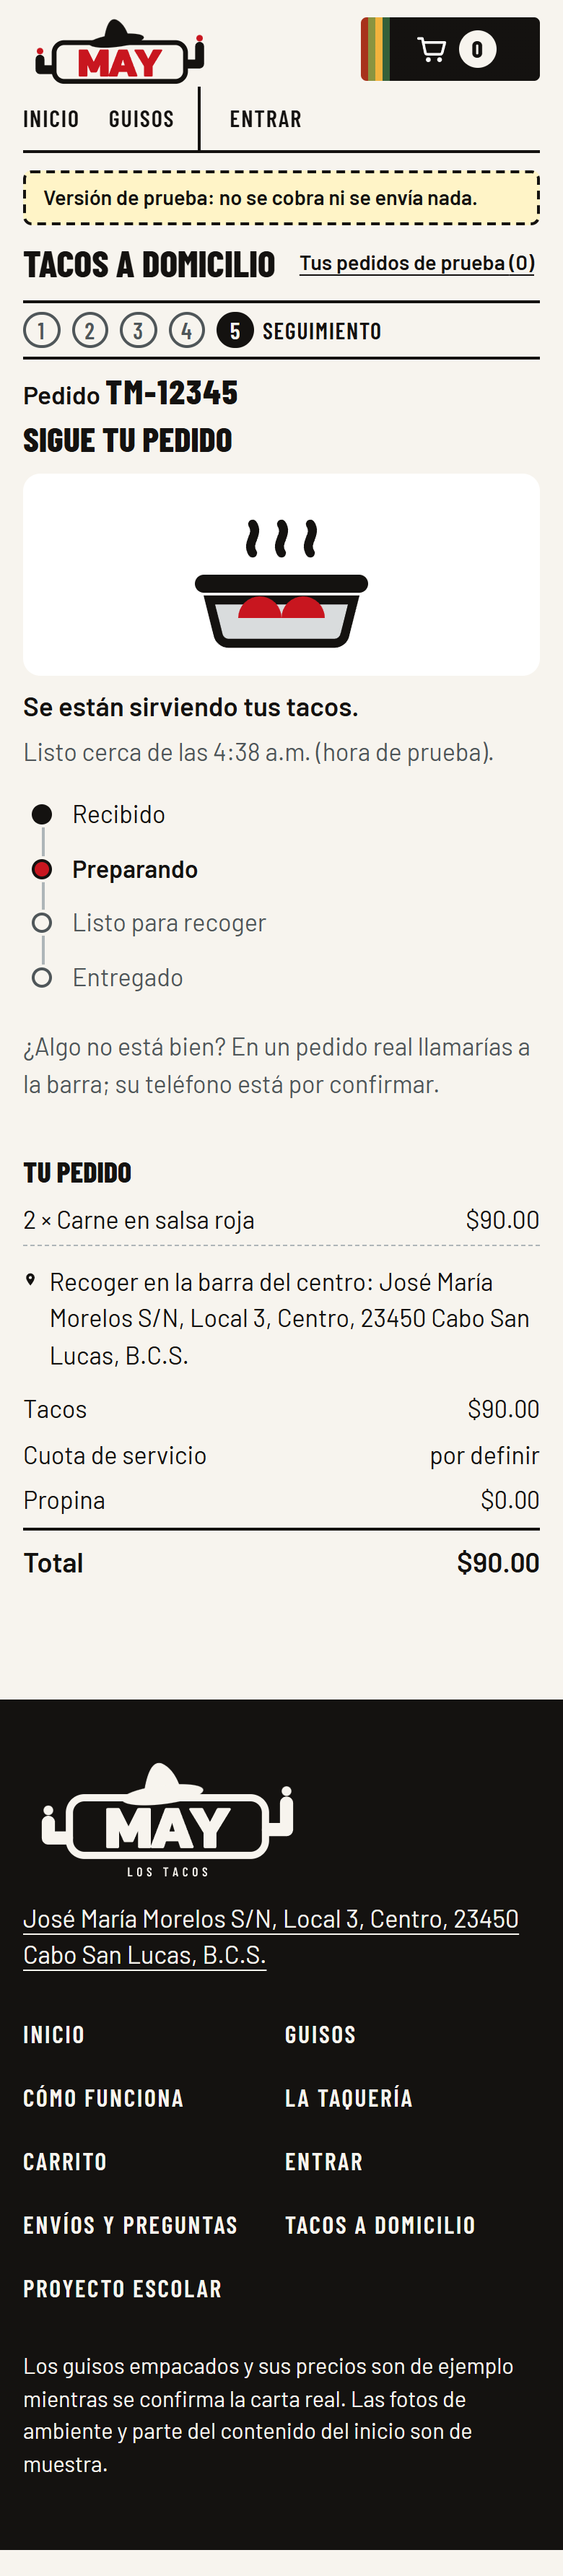 MAY
0
INICIO GUISOS ENTRAR
Versión de prueba: no se cobra ni se envía nada.
TACOS A DOMICILIO Tus pedidos de prueba (0)
1 2 3 4 5 SEGUIMIENTO
Pedido TM-12345
SIGUE TU PEDIDO
Se están sirviendo tus tacos.
Listo cerca de las 4:38 a.m. (hora de prueba).
Recibido
Preparando
Listo para recoger
Entregado
¿Algo no está bien? En un pedido real llamarías a
la barra; su teléfono está por confirmar.
TU PEDIDO
2 × Carne en salsa roja $90.00
Recoger en la barra del centro: José María
Morelos S/N, Local 3, Centro, 23450 Cabo San
Lucas, B.C.S.
Tacos $90.00
Cuota de servicio por definir
Propina $0.00
Total $90.00
MAY
LOS TACOS
José María Morelos S/N, Local 3, Centro, 23450
Cabo San Lucas, B.C.S.
INICIO GUISOS
CÓMO FUNCIONA LA TAQUERÍA
CARRITO ENTRAR
ENVÍOS Y PREGUNTAS TACOS A DOMICILIO
PROYECTO ESCOLAR
Los guisos empacados y sus precios son de ejemplo
mientras se confirma la carta real. Las fotos de
ambiente y parte del contenido del inicio son de
muestra.